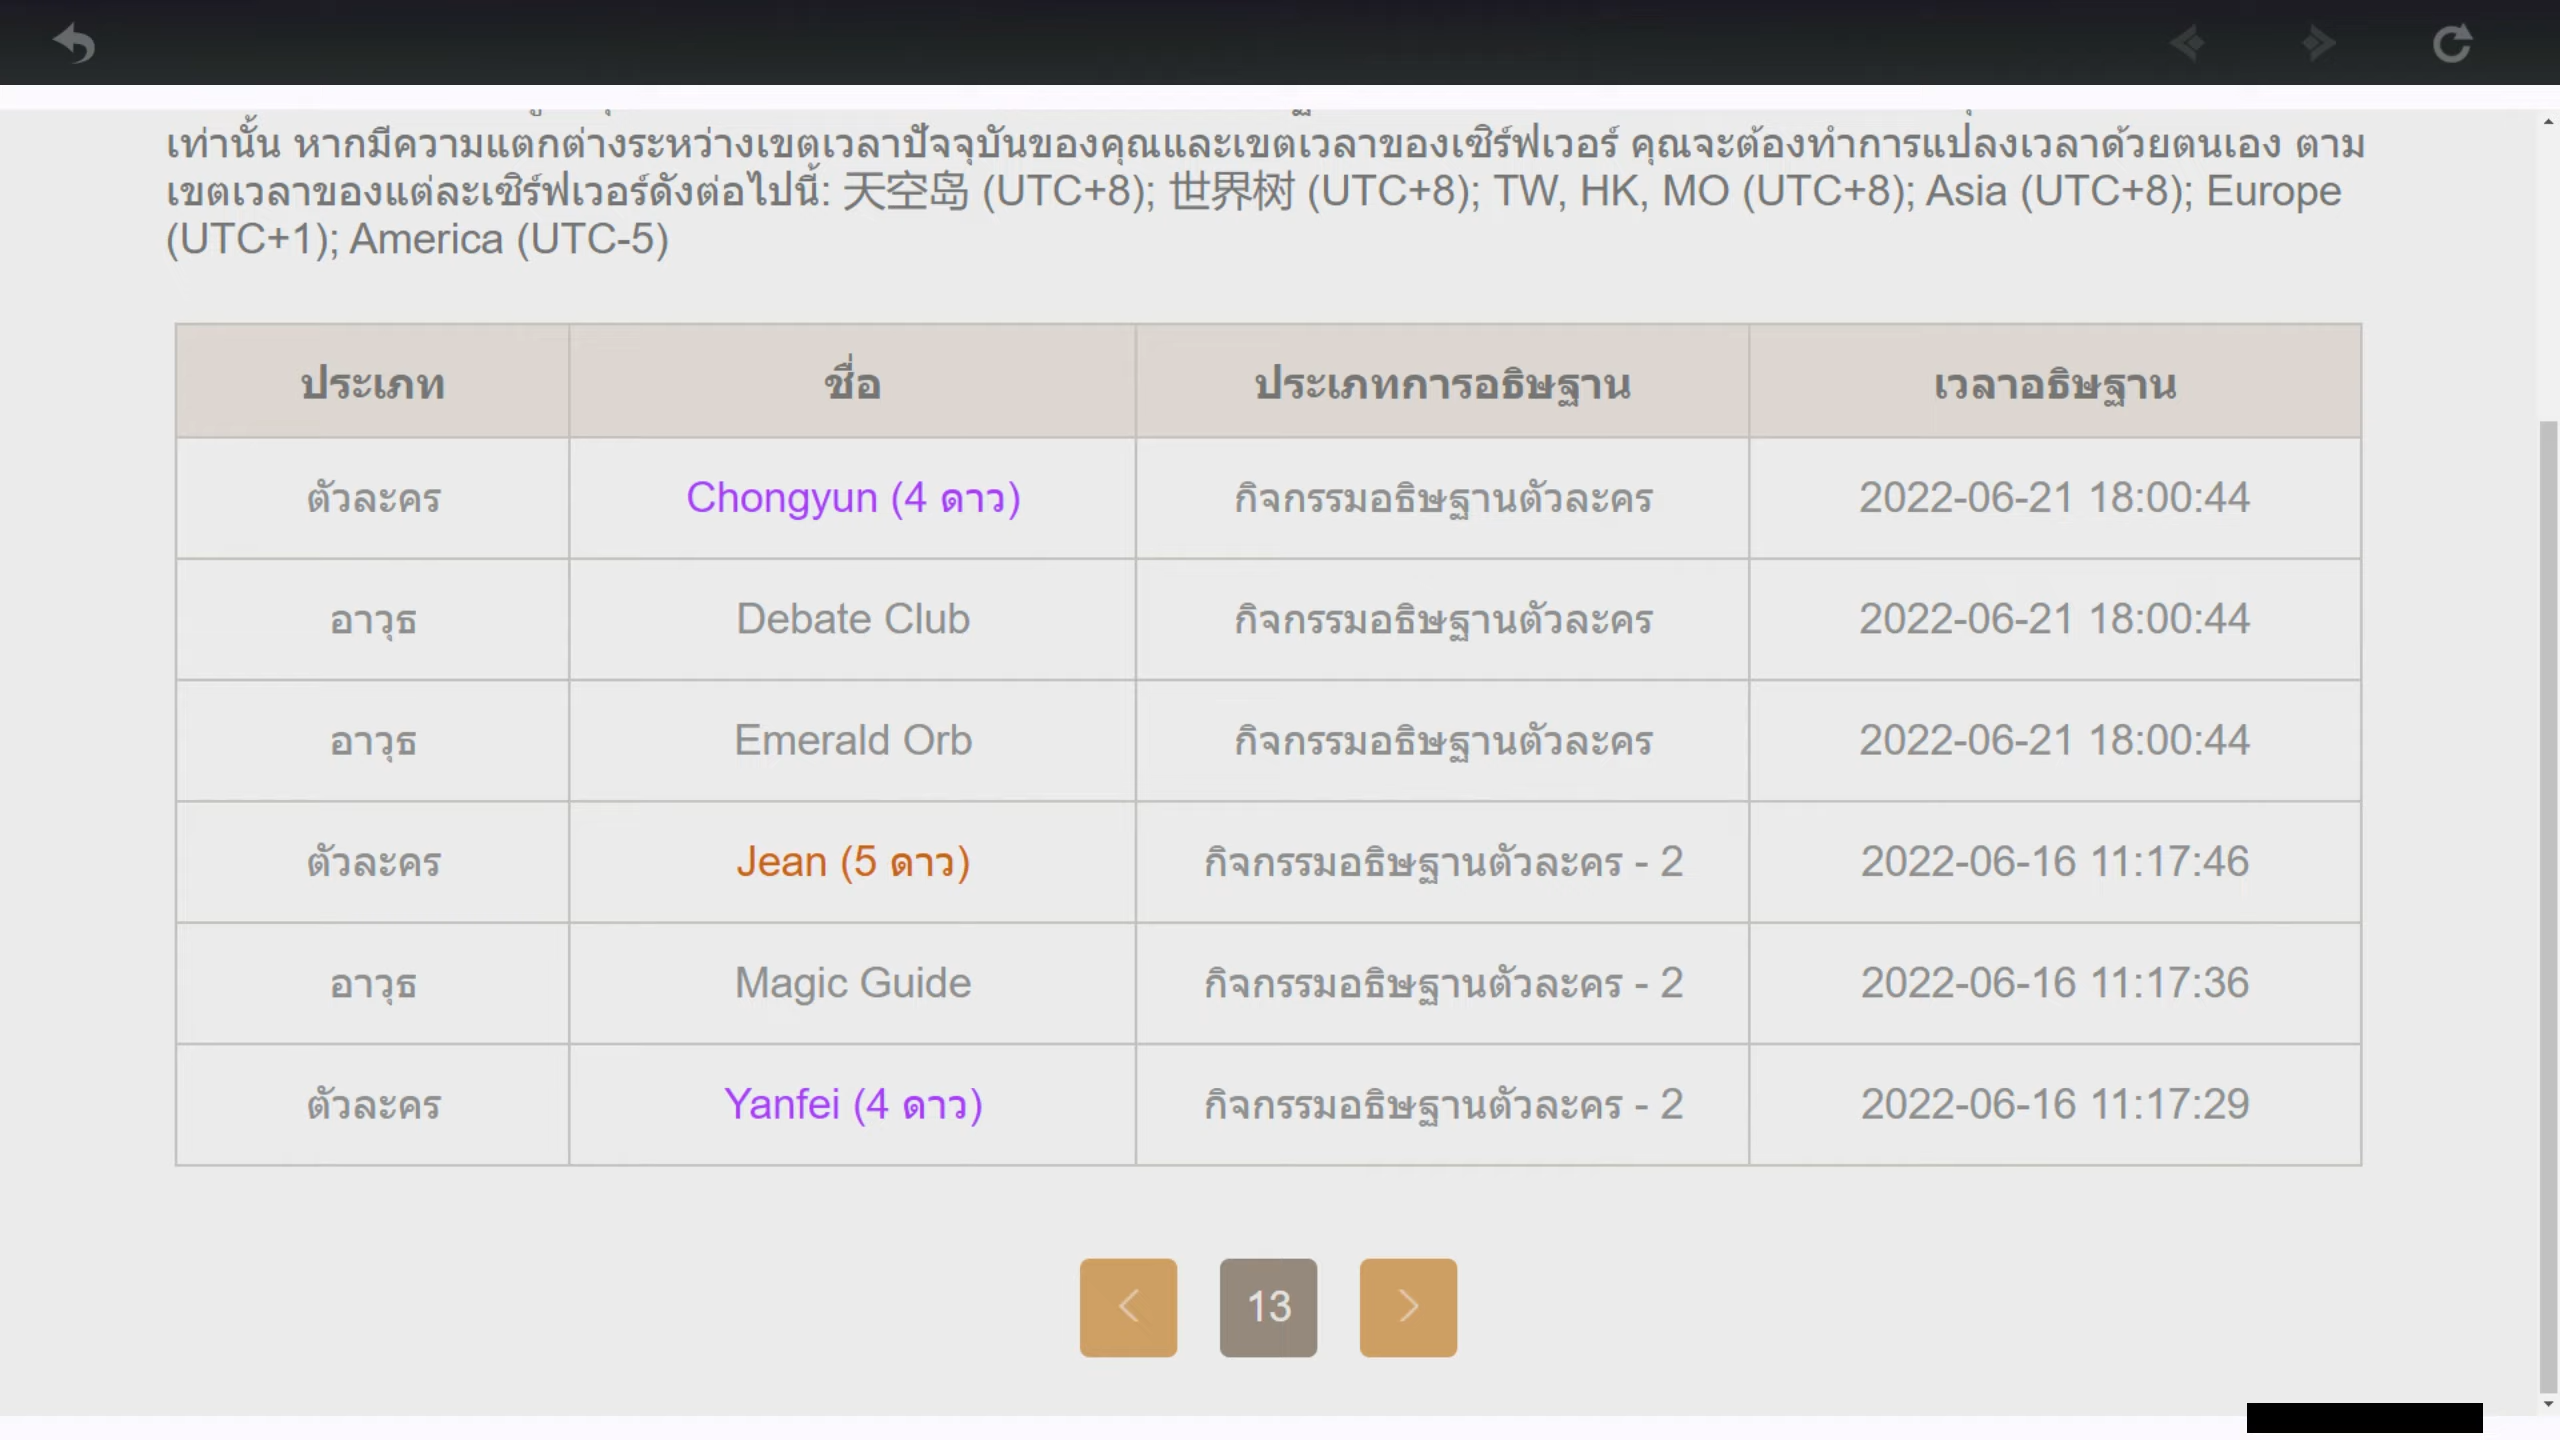 เท่านั้น หากมีความแตกต่างระหว่างเขตเวลาปัจจุบันของคุณและเขตเวลาของเซิร์ฟเวอร์ คุณจะต้องทำการแปลงเวลาด้วยตนเอง ตาม
เขตเวลาของแต่ละเซิร์ฟเวอร์ดังต่อไปนี้: 天空岛 (UTC+8); 世界树 (UTC+8); TW, HK, MO (UTC+8); Asia (UTC+8); Europe
(UTC+1); America (UTC-5)
ประเภท ชื่อ ประเภทการอธิษฐาน เวลาอธิษฐาน
ตัวละคร Chongyun (4 ดาว) กิจกรรมอธิษฐานตัวละคร 2022-06-21 18:00:44
อาวุธ Debate Club กิจกรรมอธิษฐานตัวละคร 2022-06-21 18:00:44
อาวุธ Emerald Orb กิจกรรมอธิษฐานตัวละคร 2022-06-21 18:00:44
ตัวละคร Jean (5 ดาว) กิจกรรมอธิษฐานตัวละคร - 2 2022-06-16 11:17:46
อาวุธ Magic Guide กิจกรรมอธิษฐานตัวละคร - 2 2022-06-16 11:17:36
ตัวละคร Yanfei (4 ดาว) กิจกรรมอธิษฐานตัวละคร - 2 2022-06-16 11:17:29
13